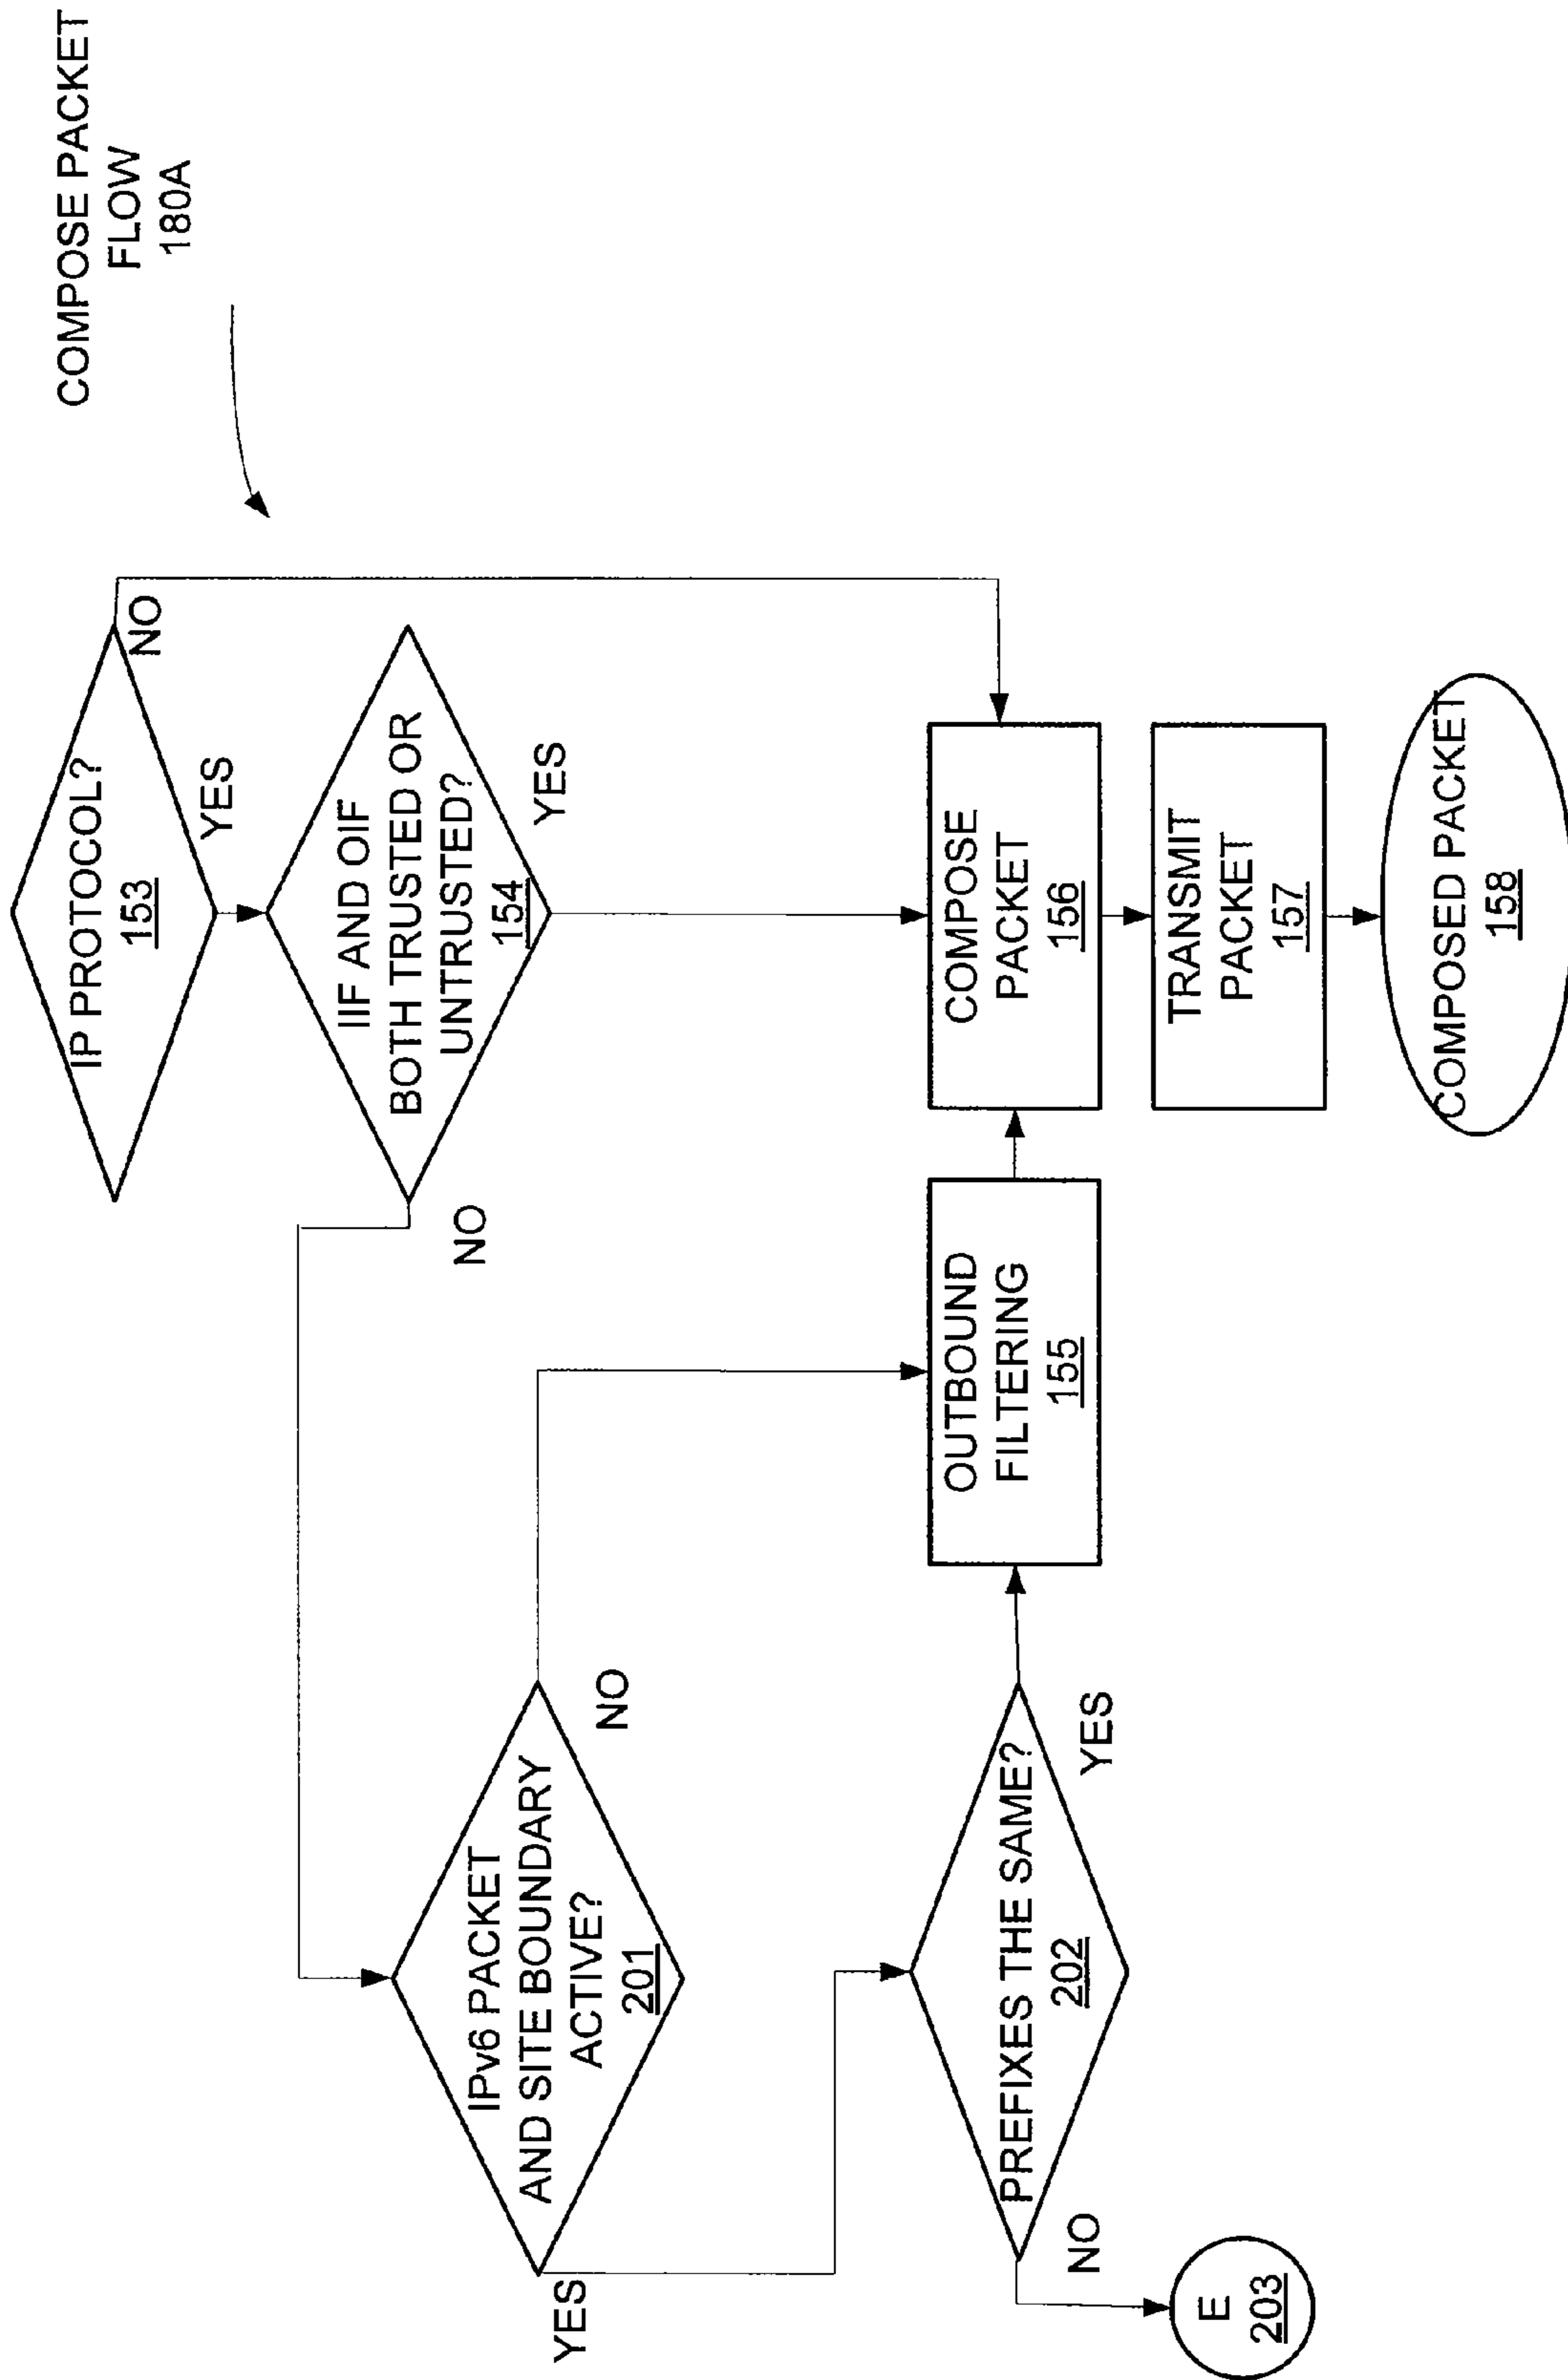 COMPOSE PACKET
FLOW
180A
IP PROTOCOL?
153
NO
YES
IIF AND OIF
BOTH TRUSTED OR
UNTRUSTED?
154
YES
NO
IPv6 PACKET
AND SITE BOUNDARY
ACTIVE?
201
NO
YES
PREFIXES THE SAME?
202
YES
NO
E
203
OUTBOUND
FILTERING
155
COMPOSE
PACKET
156
TRANSMIT
PACKET
157
COMPOSED PACKET
158